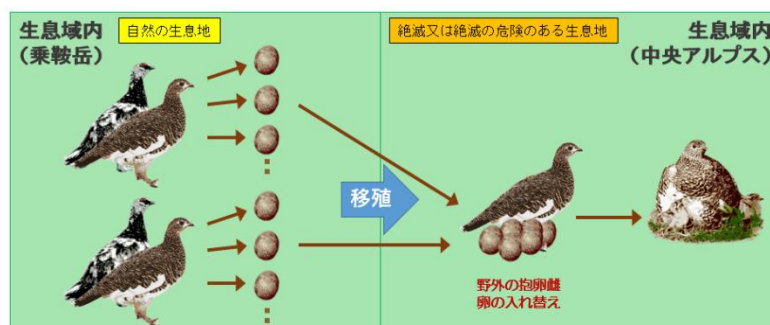 生息域内
(乗鞍岳)
自然の生息地
絶滅又は絶滅の危険のある生息地
生息域内
(中央アルプス)
移殖
野外の抱卵雌
卵の入れ替え